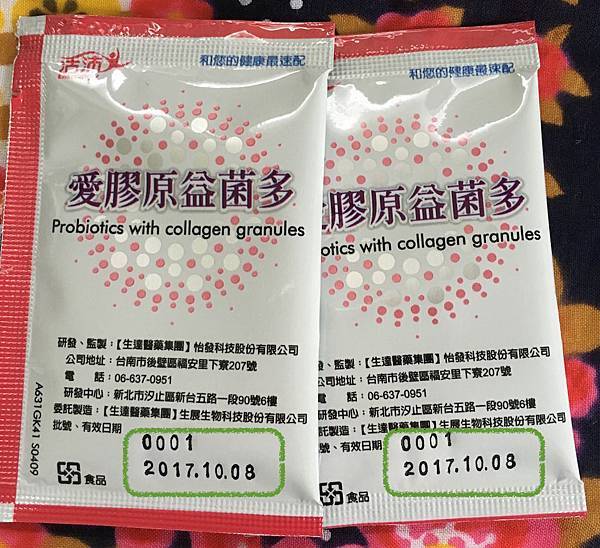 活沛
和您的健康最速配
愛膠原益菌多
Probiotics with collagen granules
研發、監製：【生達醫藥集團】怡發科技股份有限公司
公司地址：台南市後壁區福安里下寮207號
電　話：06-637-0951
研發中心：新北市汐止區新台五路一段90號6樓
委託製造：【生達醫藥集團】生展生物科技股份有限公司
批號、有效日期
0001
2017.10.08
食品
A631GK41 S0409
和您的健康最速配
膠原益菌多
otics with collagen granules
監製：【生達醫藥集團】怡發科技股份有限公司
地址：台南市後壁區福安里下寮207號
話：06-637-0951
中心：新北市汐止區新台五路一段90號6樓
製造：【生達醫藥集團】生展生物科技股份有限公司
號、有效日期
0001
2017.10.08
食品